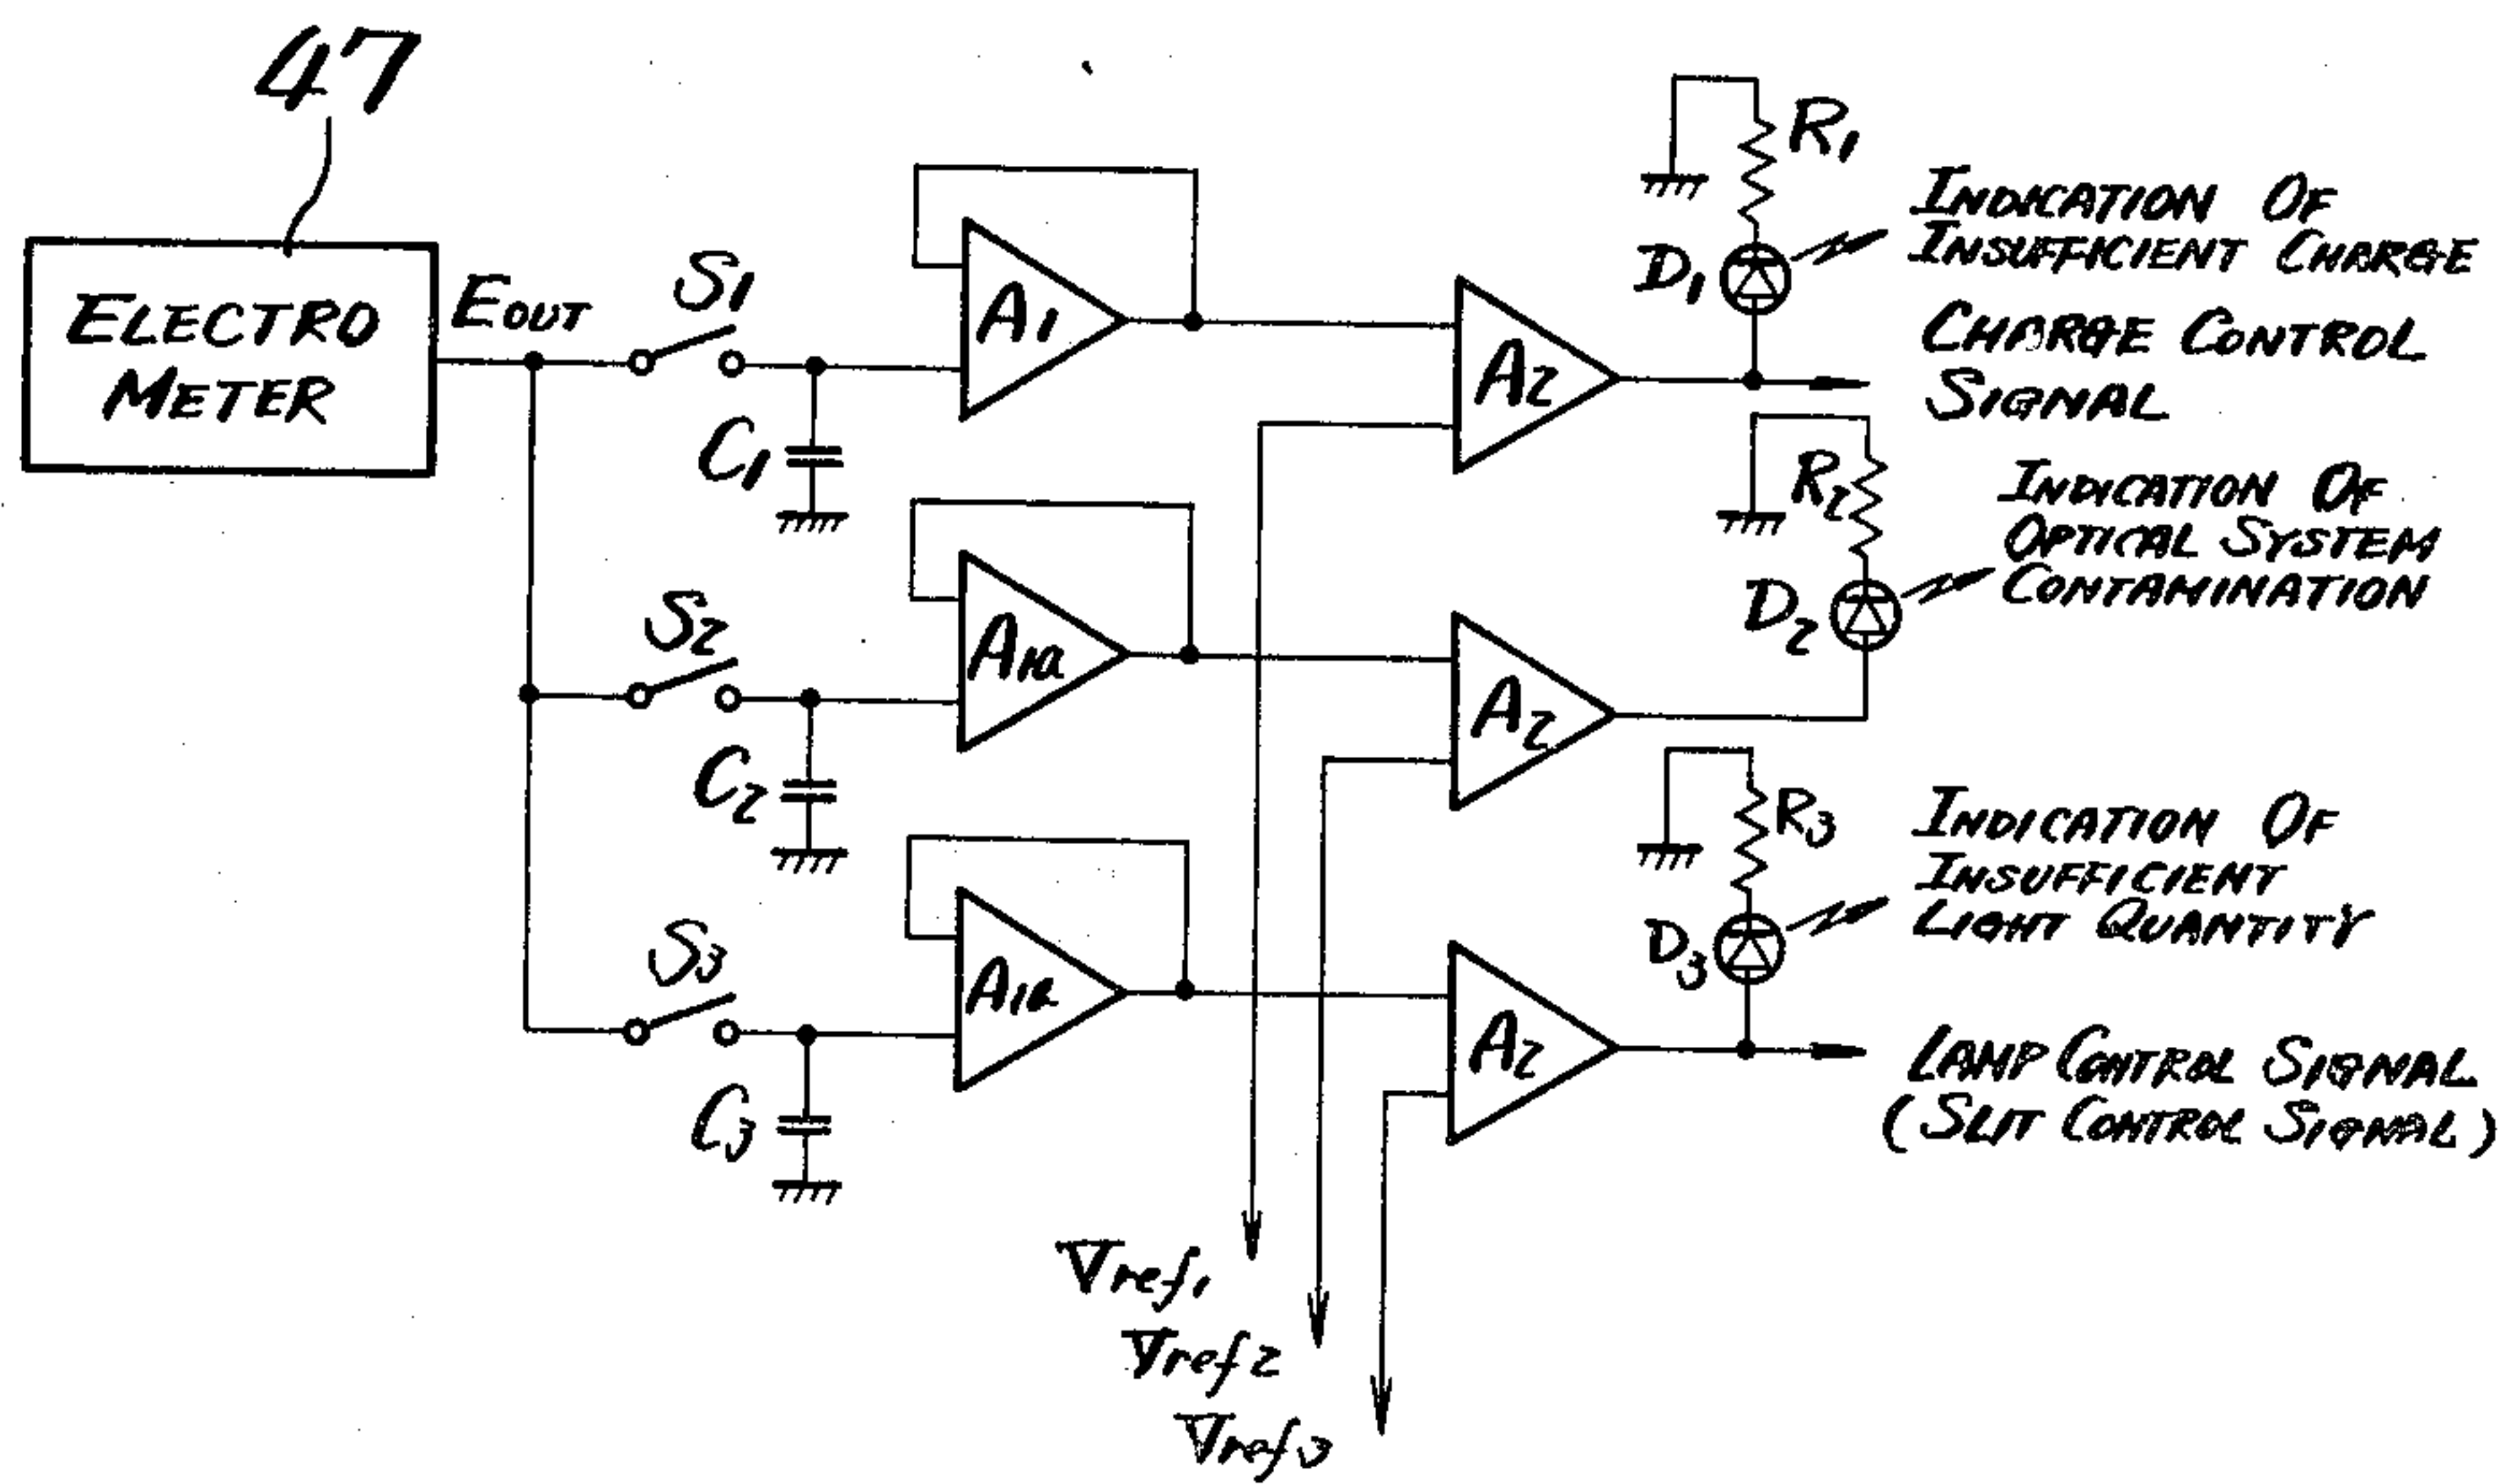 47
ELECTRO
METER
EOUT
S1
C1
A1
A2
R1
D1
INDICATION OF
INSUFFICIENT CHARGE
CHARGE CONTROL
SIGNAL
S2
C2
A1a
A2
R2
D2
INDICATION OF
OPTICAL SYSTEM
CONTAMINATION
S3
C3
A1a
A2
R3
D3
INDICATION OF
INSUFFICIENT
LIGHT QUANTITY
LAMP CONTROL SIGNAL
(SLIT CONTROL SIGNAL)
Vref1
Vref2
Vref3